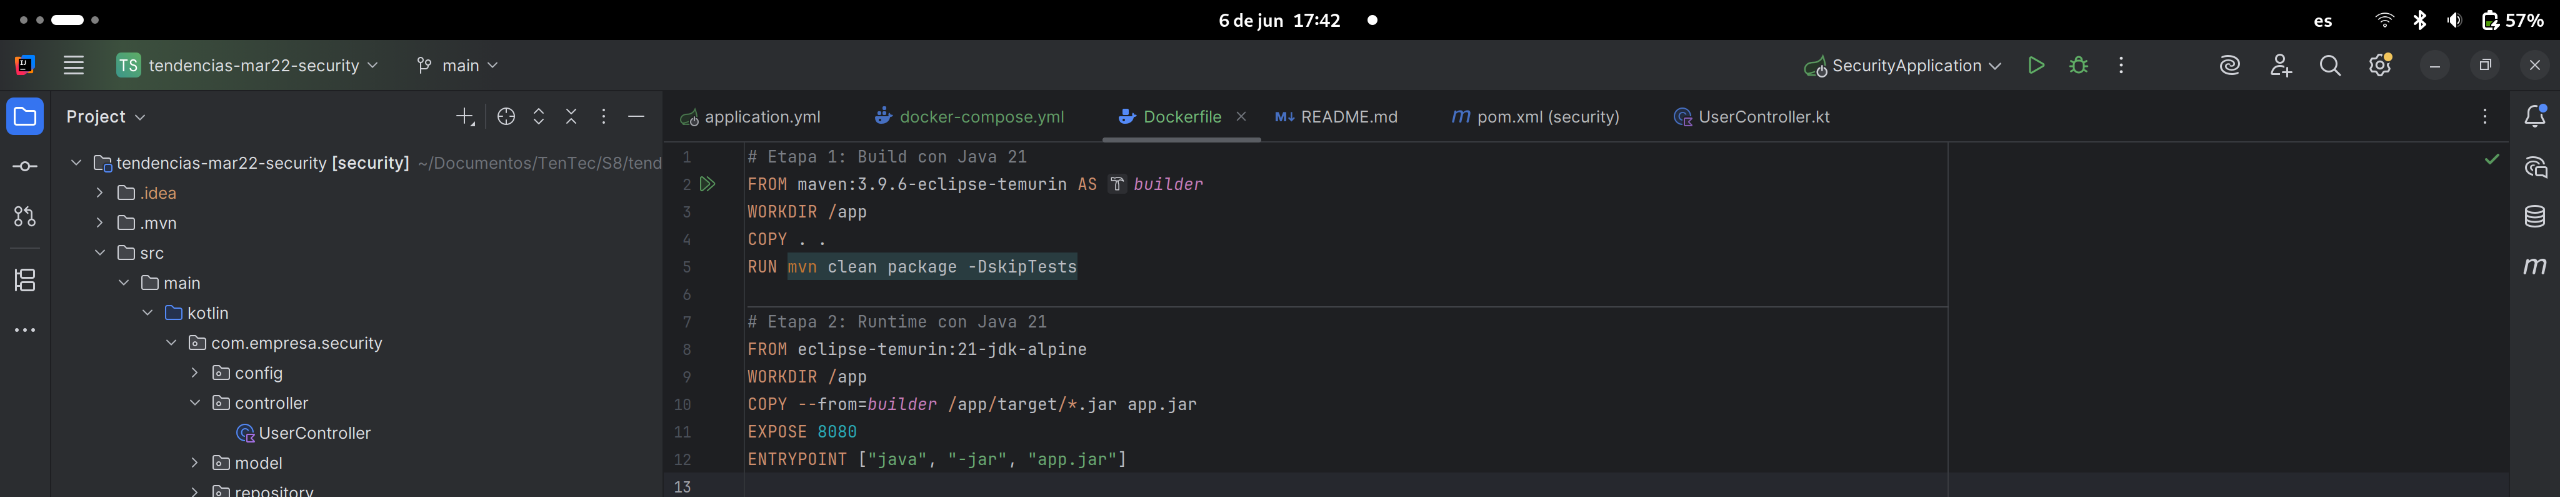 6 de jun 17:42
es
57%
TS tendencias-mar22-security
main
SecurityApplication
Project
application.yml
docker-compose.yml
Dockerfile
M↓ README.md
m pom.xml (security)
UserController.kt
tendencias-mar22-security [security] ~/Documentos/TenTec/S8/tend
.idea
.mvn
src
main
kotlin
com.empresa.security
config
controller
UserController
model
repository
1 # Etapa 1: Build con Java 21
2 FROM maven:3.9.6-eclipse-temurin AS builder
3 WORKDIR /app
4 COPY . .
5 RUN mvn clean package -DskipTests
6
7 # Etapa 2: Runtime con Java 21
8 FROM eclipse-temurin:21-jdk-alpine
9 WORKDIR /app
10 COPY --from=builder /app/target/*.jar app.jar
11 EXPOSE 8080
12 ENTRYPOINT ["java", "-jar", "app.jar"]
13
m